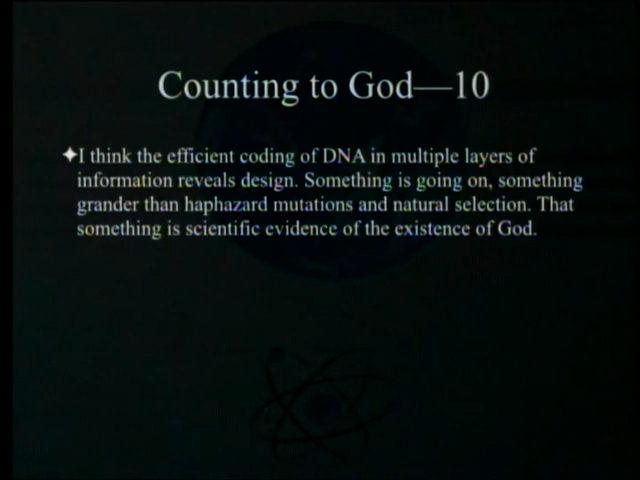 Counting to God—10
✦I think the efficient coding of DNA in multiple layers of
information reveals design. Something is going on, something
grander than haphazard mutations and natural selection. That
something is scientific evidence of the existence of God.